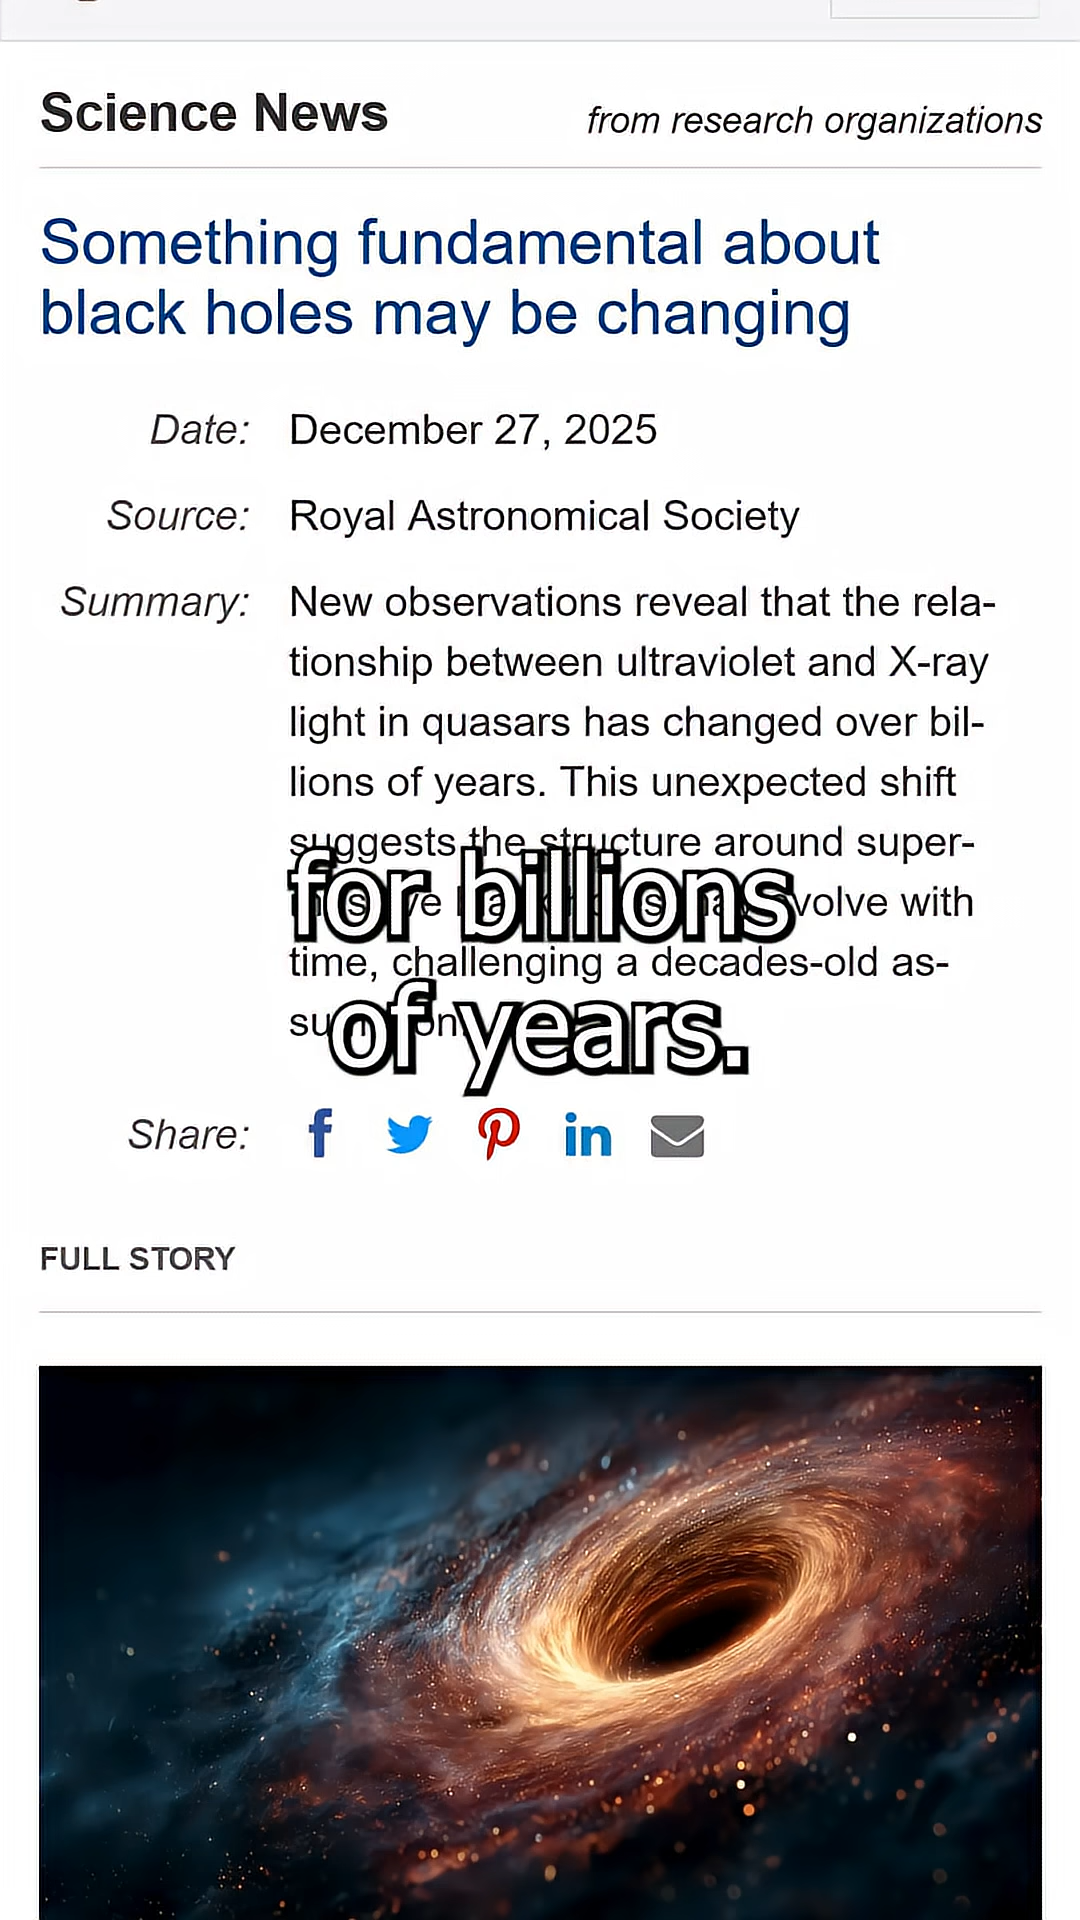 Science News
from research organizations
Something fundamental about
black holes may be changing
Date: December 27, 2025
Source: Royal Astronomical Society
Summary: New observations reveal that the rela-
tionship between ultraviolet and X-ray
light in quasars has changed over bil-
lions of years. This unexpected shift
suggests the structure around super-
evolve with
time, challenging a decades-old as-
for billions
of years.
Share:
FULL STORY